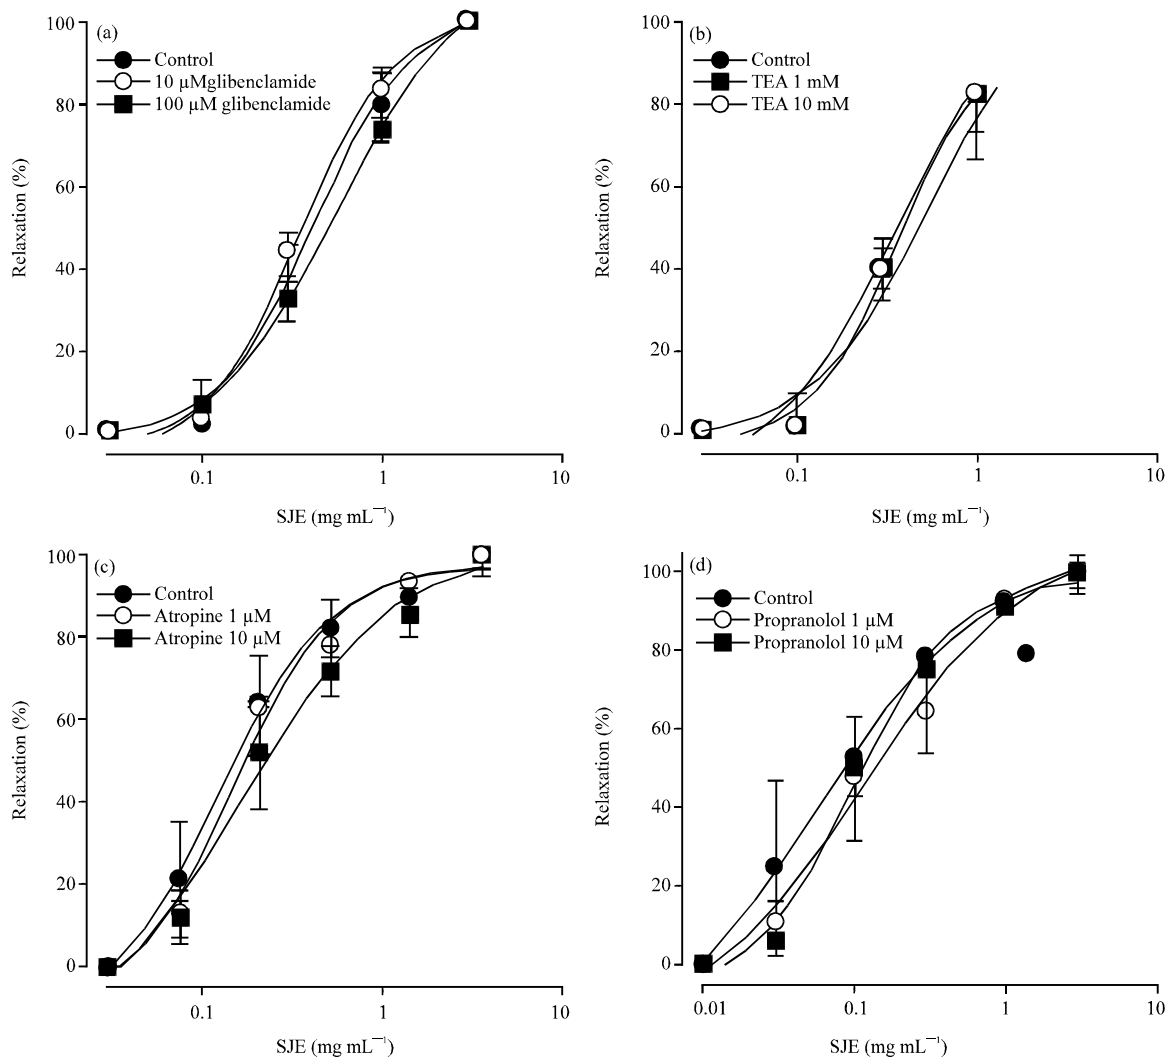 (a)
Control
10 µMglibenclamide
100 µM glibenclamide
100
80
60
40
20
0
Relaxation (%)
0.1
1
10
SJE (mg mL⁻¹)
(b)
Control
TEA 1 mM
TEA 10 mM
100
80
60
40
20
0
Relaxation (%)
0.1
1
10
SJE (mg mL⁻¹)
(c)
Control
Atropine 1 µM
Atropine 10 µM
100
80
60
40
20
0
Relaxation (%)
0.1
1
10
SJE (mg mL⁻¹)
(d)
Control
Propranolol 1 µM
Propranolol 10 µM
100
80
60
40
20
0
Relaxation (%)
0.01
0.1
1
10
SJE (mg mL⁻¹)